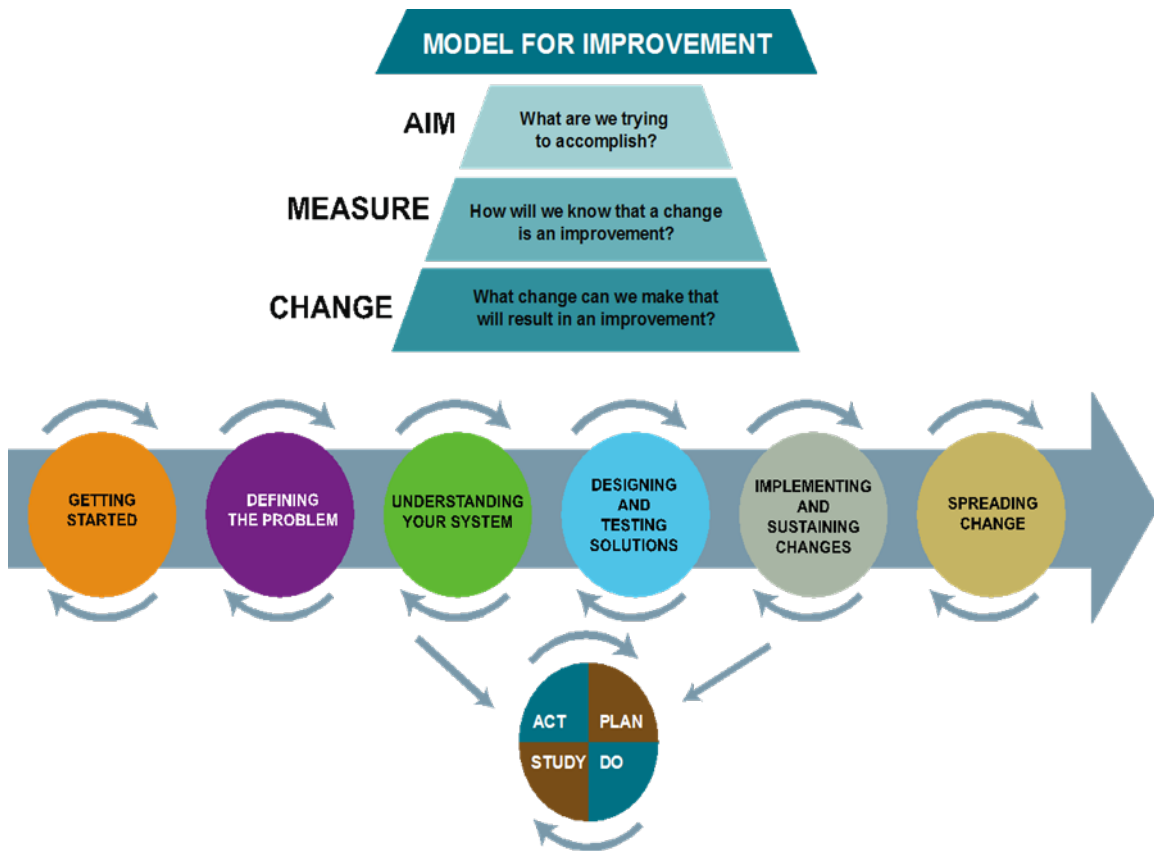 MODEL FOR IMPROVEMENT
AIM
What are we trying
to accomplish?
MEASURE
How will we know that a change
is an improvement?
CHANGE
What change can we make that
will result in an improvement?
GETTING
STARTED
DEFINING
THE PROBLEM
UNDERSTANDING
YOUR SYSTEM
DESIGNING
AND
TESTING
SOLUTIONS
IMPLEMENTING
AND
SUSTAINING
CHANGES
SPREADING
CHANGE
ACT PLAN
STUDY DO